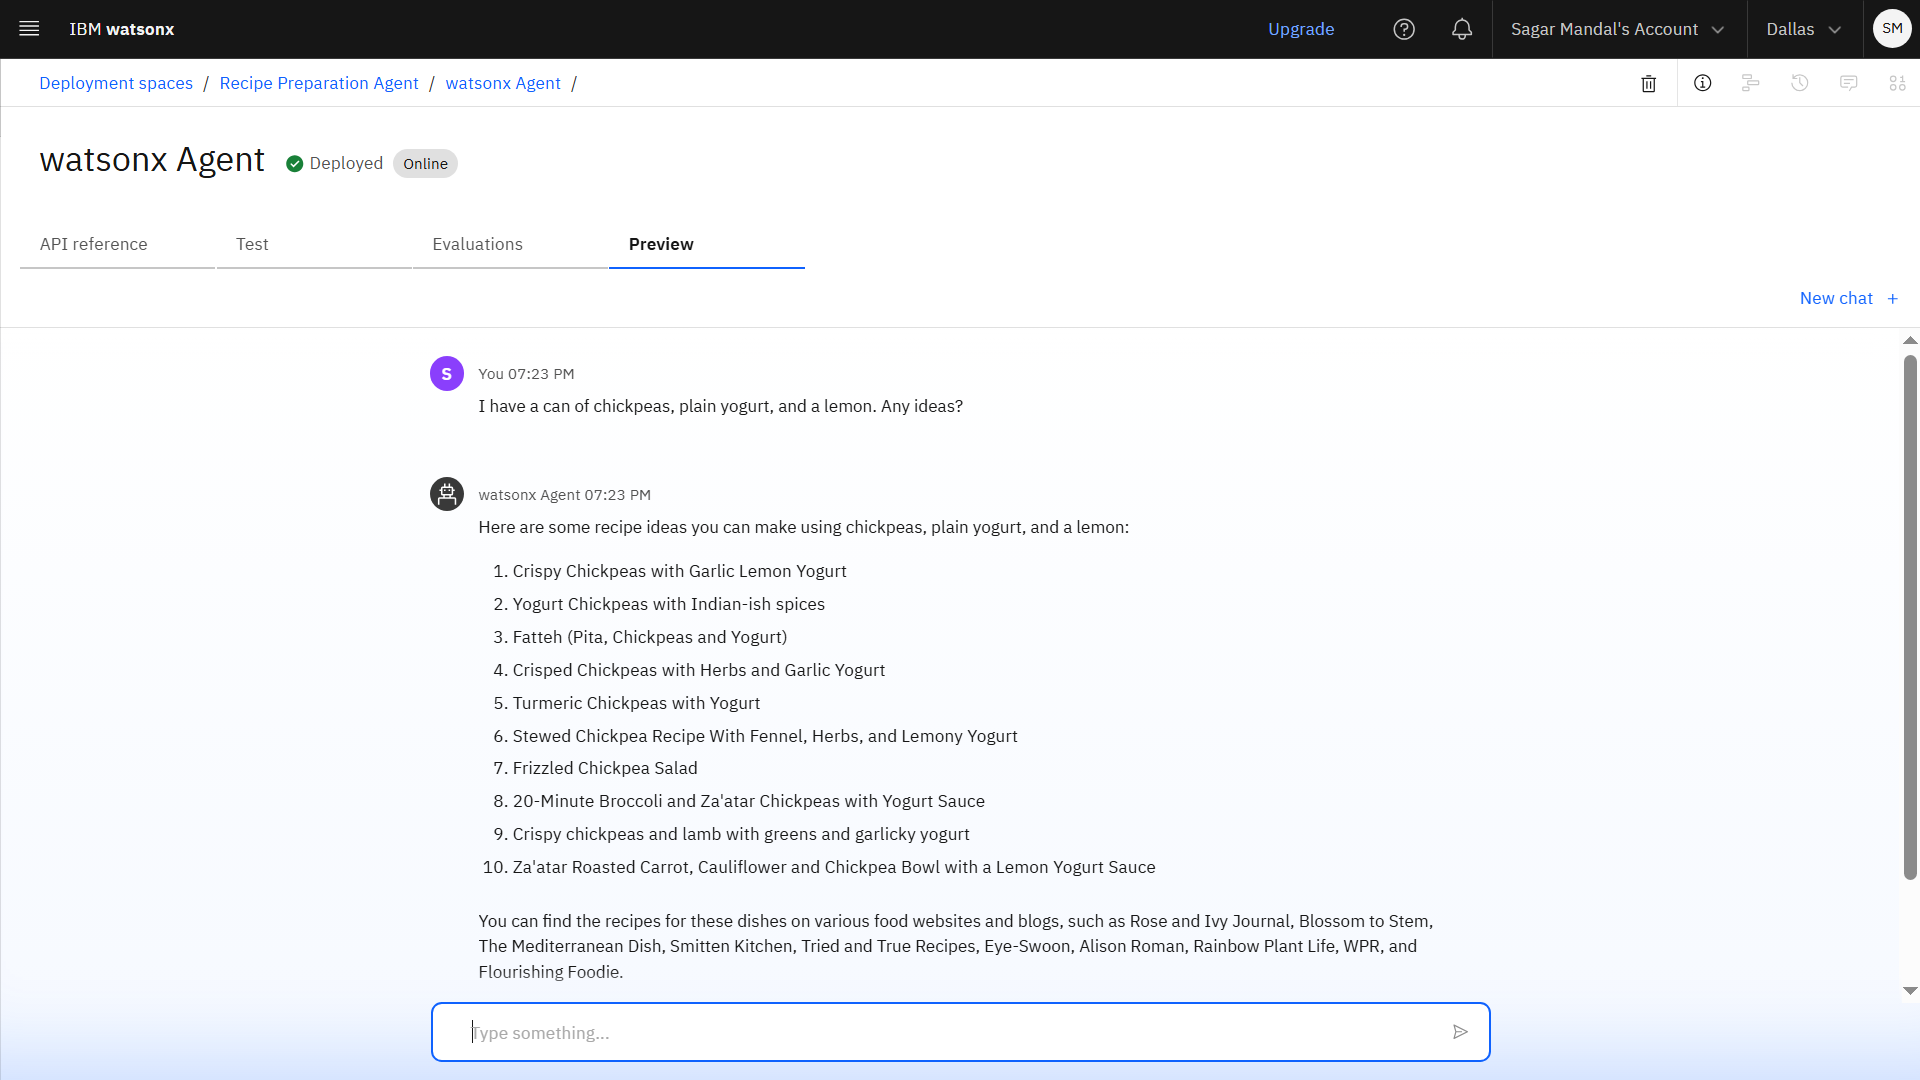 IBM watsonx
Upgrade
Sagar Mandal's Account
Dallas
SM
Deployment spaces / Recipe Preparation Agent / watsonx Agent /
watsonx Agent
Deployed
Online
API reference
Test
Evaluations
Preview
New chat +
S
You 07:23 PM
I have a can of chickpeas, plain yogurt, and a lemon. Any ideas?
watsonx Agent 07:23 PM
Here are some recipe ideas you can make using chickpeas, plain yogurt, and a lemon:
1. Crispy Chickpeas with Garlic Lemon Yogurt
2. Yogurt Chickpeas with Indian-ish spices
3. Fatteh (Pita, Chickpeas and Yogurt)
4. Crisped Chickpeas with Herbs and Garlic Yogurt
5. Turmeric Chickpeas with Yogurt
6. Stewed Chickpea Recipe With Fennel, Herbs, and Lemony Yogurt
7. Frizzled Chickpea Salad
8. 20-Minute Broccoli and Za'atar Chickpeas with Yogurt Sauce
9. Crispy chickpeas and lamb with greens and garlicky yogurt
10. Za'atar Roasted Carrot, Cauliflower and Chickpea Bowl with a Lemon Yogurt Sauce
You can find the recipes for these dishes on various food websites and blogs, such as Rose and Ivy Journal, Blossom to Stem,
The Mediterranean Dish, Smitten Kitchen, Tried and True Recipes, Eye-Swoon, Alison Roman, Rainbow Plant Life, WPR, and
Flourishing Foodie.
Type something...